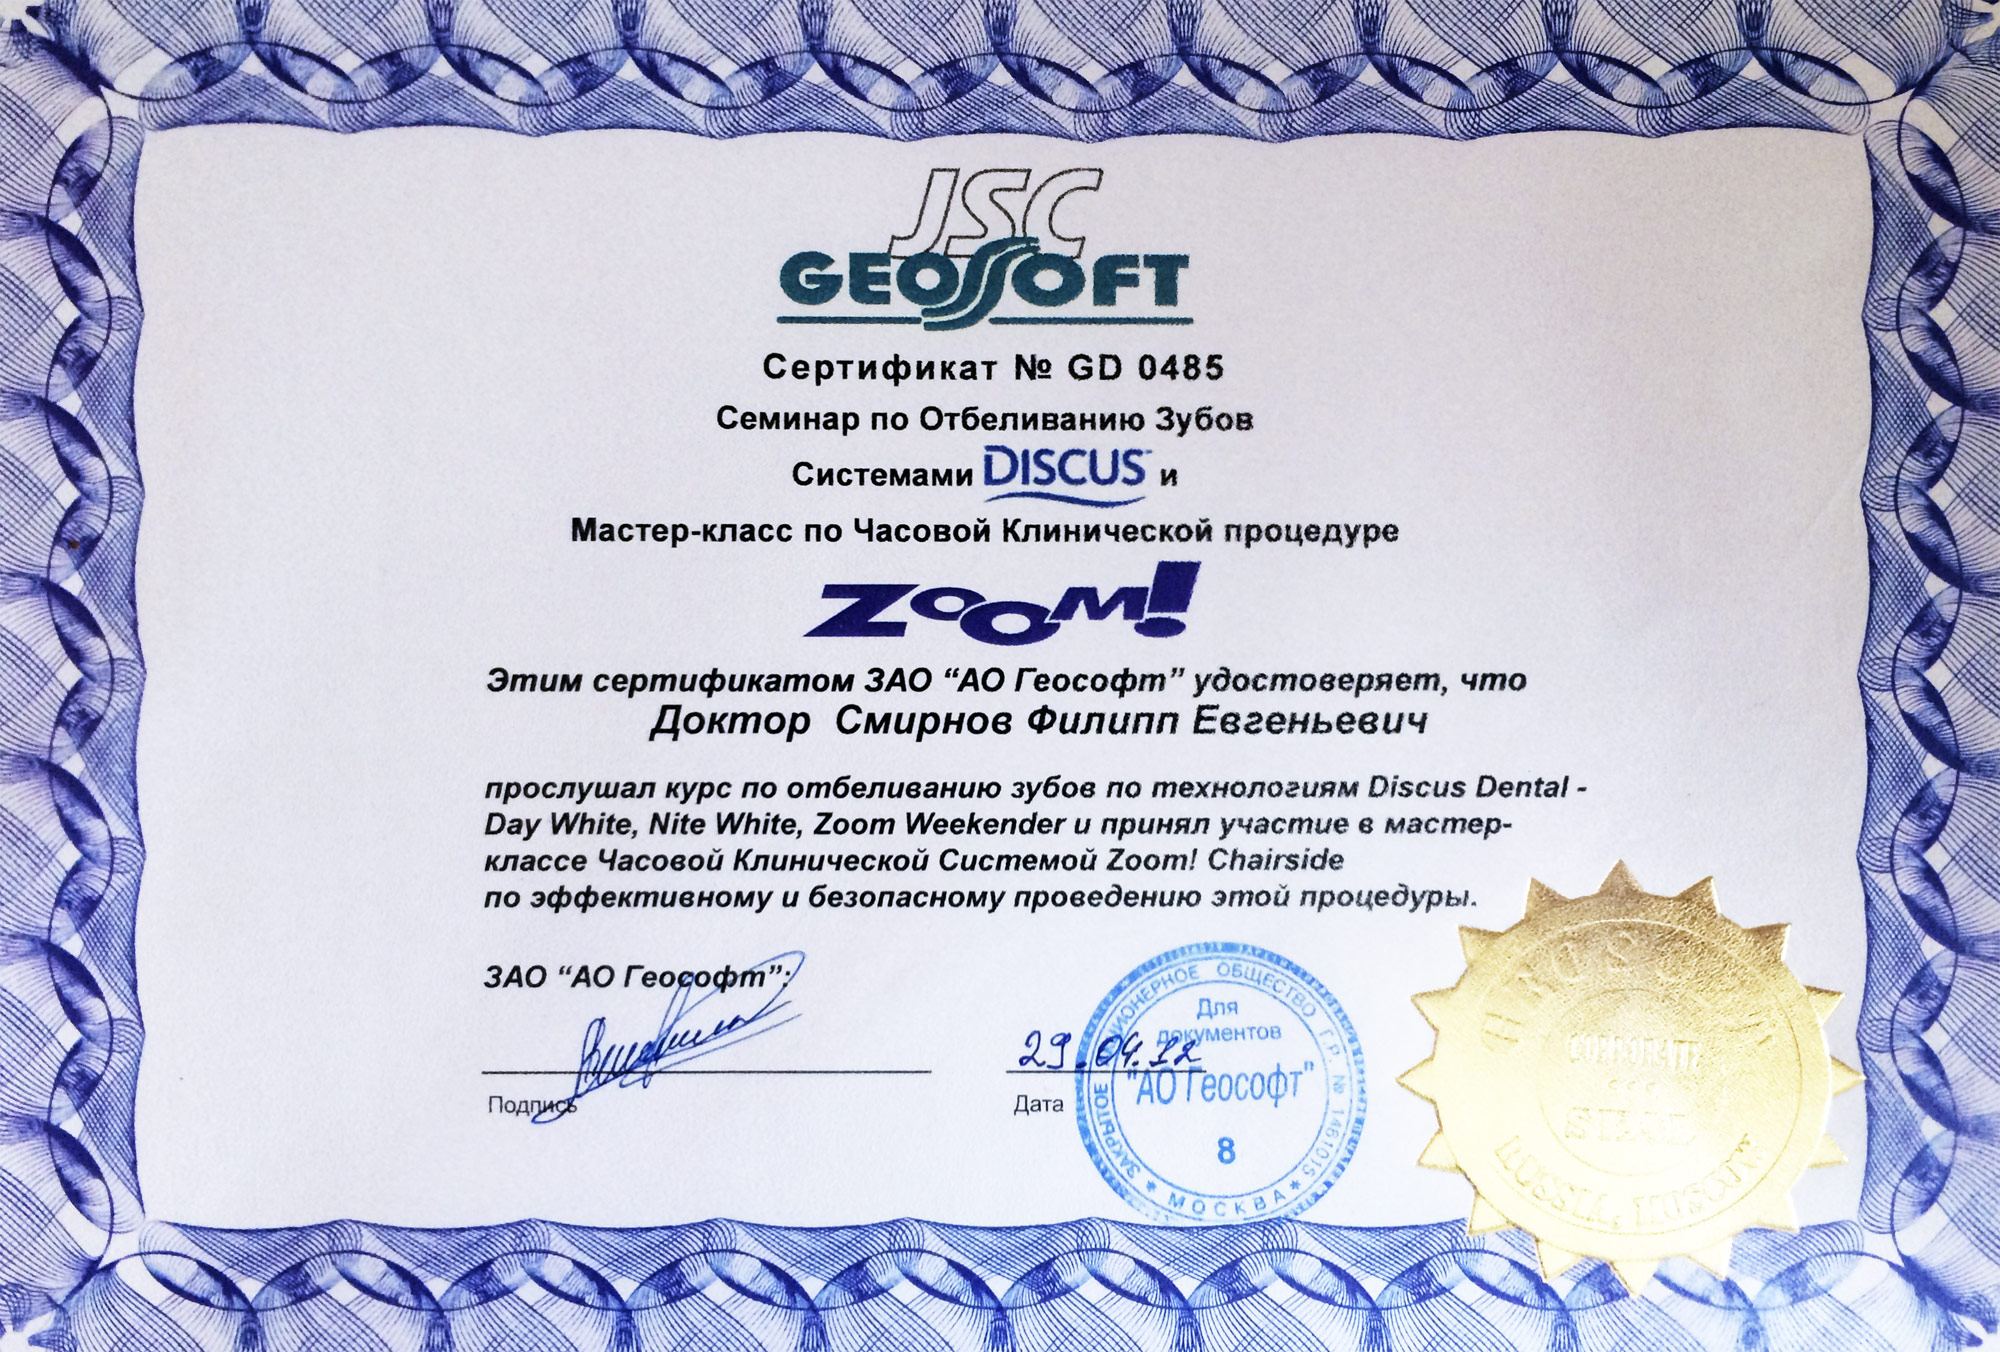 JSC
GEOSOFT
Сертификат № GD 0485
Семинар по Отбеливанию Зубов
Системами DISCUS и
Мастер-класс по Часовой Клинической процедуре
ZOOM!
Этим сертификатом ЗАО “АО Геософт” удостоверяет, что
Доктор Смирнов Филипп Евгеньевич
прослушал курс по отбеливанию зубов по технологиям Discus Dental -
Day White, Nite White, Zoom Weekender и принял участие в мастер-
классе Часовой Клинической Системой Zoom! Chairside
по эффективному и безопасному проведению этой процедуры.
ЗАО “АО Геософт”:
Подпись
29.04.12
Дата
ЗАКРЫТОЕ АКЦИОНЕРНОЕ ОБЩЕСТВО Г.Р. № 1461015
* МОСКВА *
Для
документов
"АО Геософт"
8
CORPORATE
SEAL
RUSSIA, MOSCOW